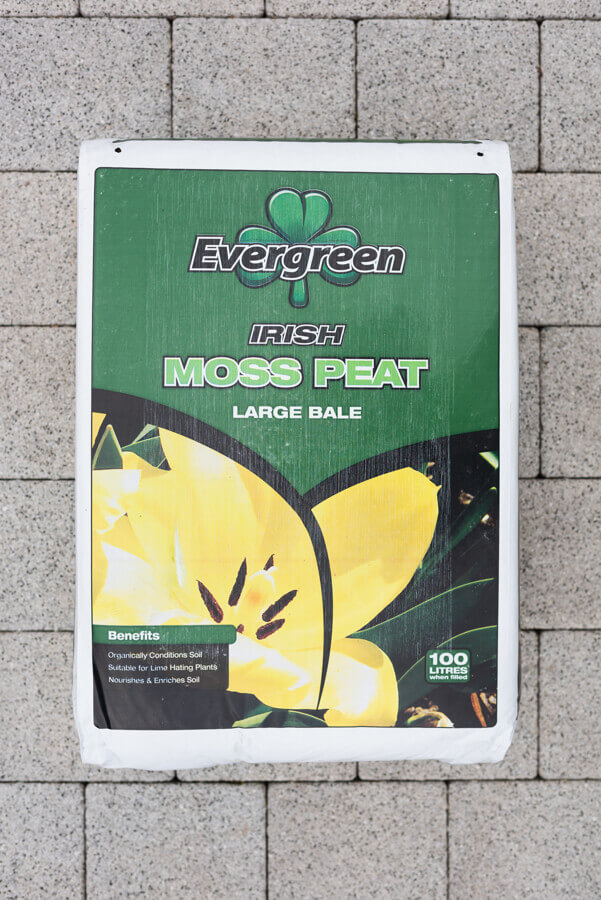 Evergreen
IRISH
MOSS PEAT
LARGE BALE
Benefits
Organically Conditions Soil
Suitable for Lime Hating Plants
Nourishes & Enriches Soil
100
LITRES
when filled